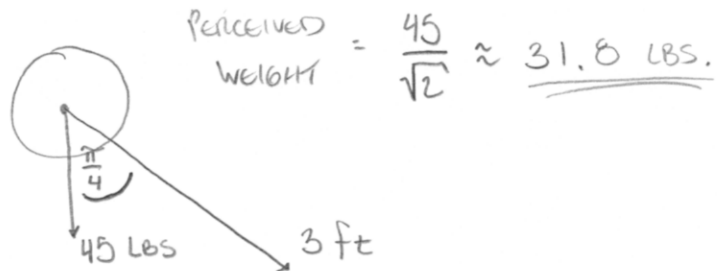 PERCEIVED WEIGHT = 45/√2 ≈ 31.8 LBS.
π/4
45 LBS
3 ft